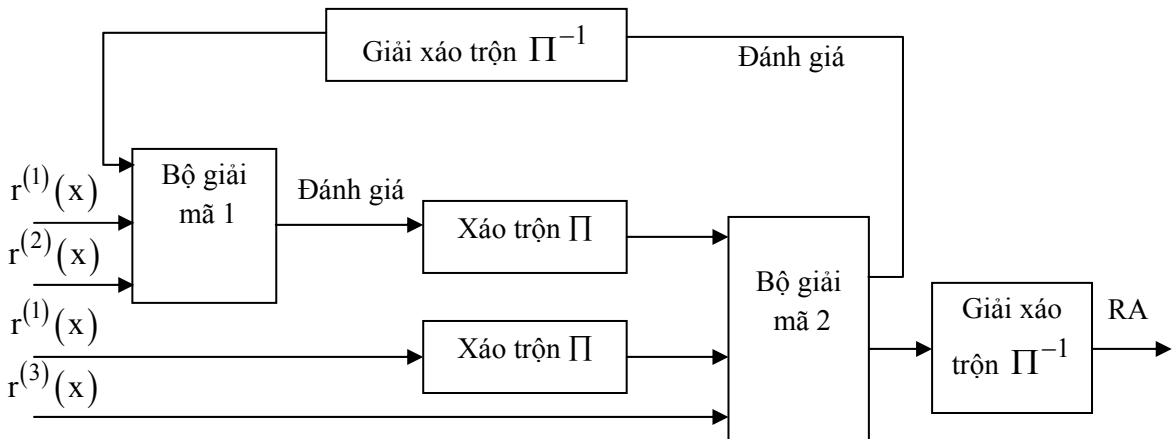 Giải xáo trộn Π⁻¹
Đánh giá
r⁽¹⁾(x)
Bộ giải
mã 1
Đánh giá
Xáo trộn Π
r⁽²⁾(x)
Bộ giải
mã 2
r⁽¹⁾(x)
Xáo trộn Π
Giải xáo
trộn Π⁻¹
RA
r⁽³⁾(x)